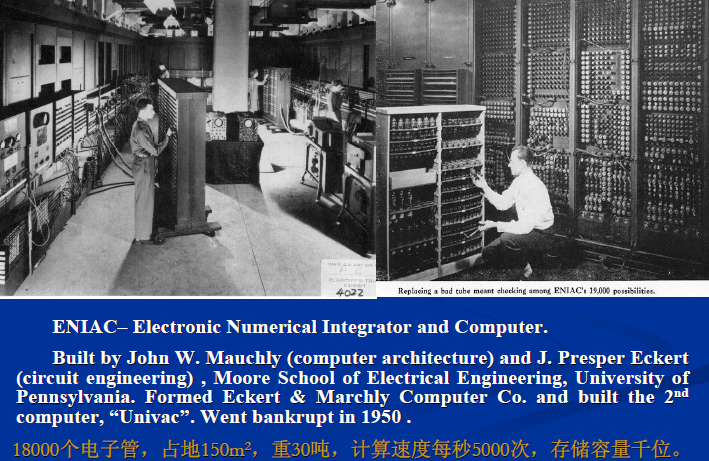 4022
Replacing a bad tube meant checking among ENIAC's 19,000 possibilities.
ENIAC– Electronic Numerical Integrator and Computer.
Built by John W. Mauchly (computer architecture) and J. Presper Eckert
(circuit engineering) , Moore School of Electrical Engineering, University of
Pennsylvania. Formed Eckert & Marchly Computer Co. and built the 2nd
computer, “Univac”. Went bankrupt in 1950 .
18000个电子管，占地150m²，重30吨，计算速度每秒5000次，存储容量千位。